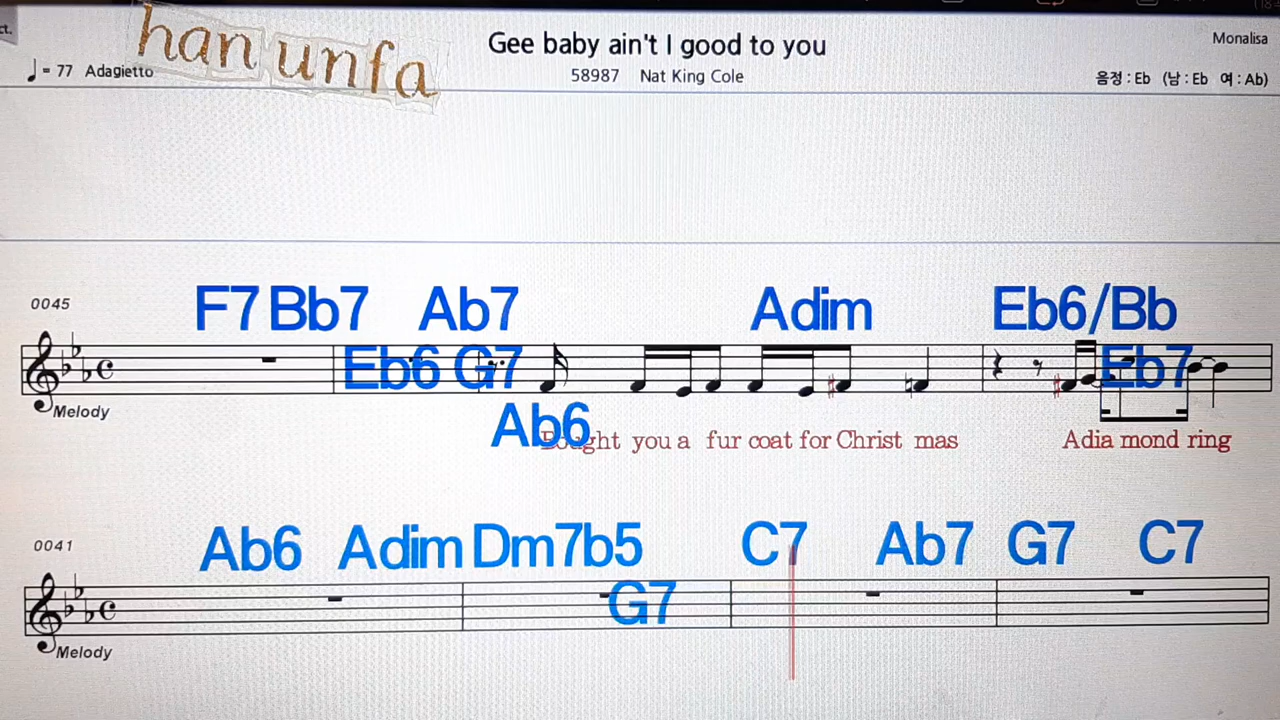 ct.
han unfa
Gee baby ain't I good to you
Monalisa
♩ = 77 Adagietto
58987 Nat King Cole
음정 : Eb (남 : Eb 여 : Ab)
0045
F7 Bb7 Ab7 Adim Eb6/Bb
Eb6 G7 Eb7
Ab6
Melody
Bought you a fur coat for Christ mas Adia mond ring
0041
Ab6 Adim Dm7b5 C7 Ab7 G7 C7
G7
Melody